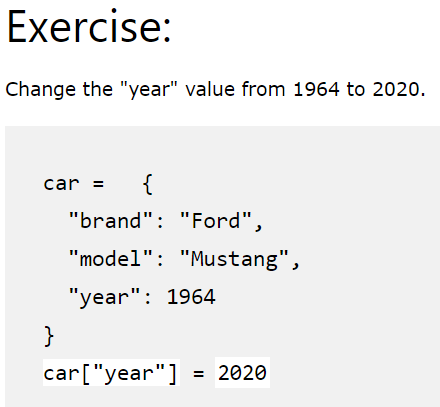 Exercise:
Change the "year" value from 1964 to 2020.
car =   {
  "brand": "Ford",
  "model": "Mustang",
  "year": 1964
}
car["year"] = 2020